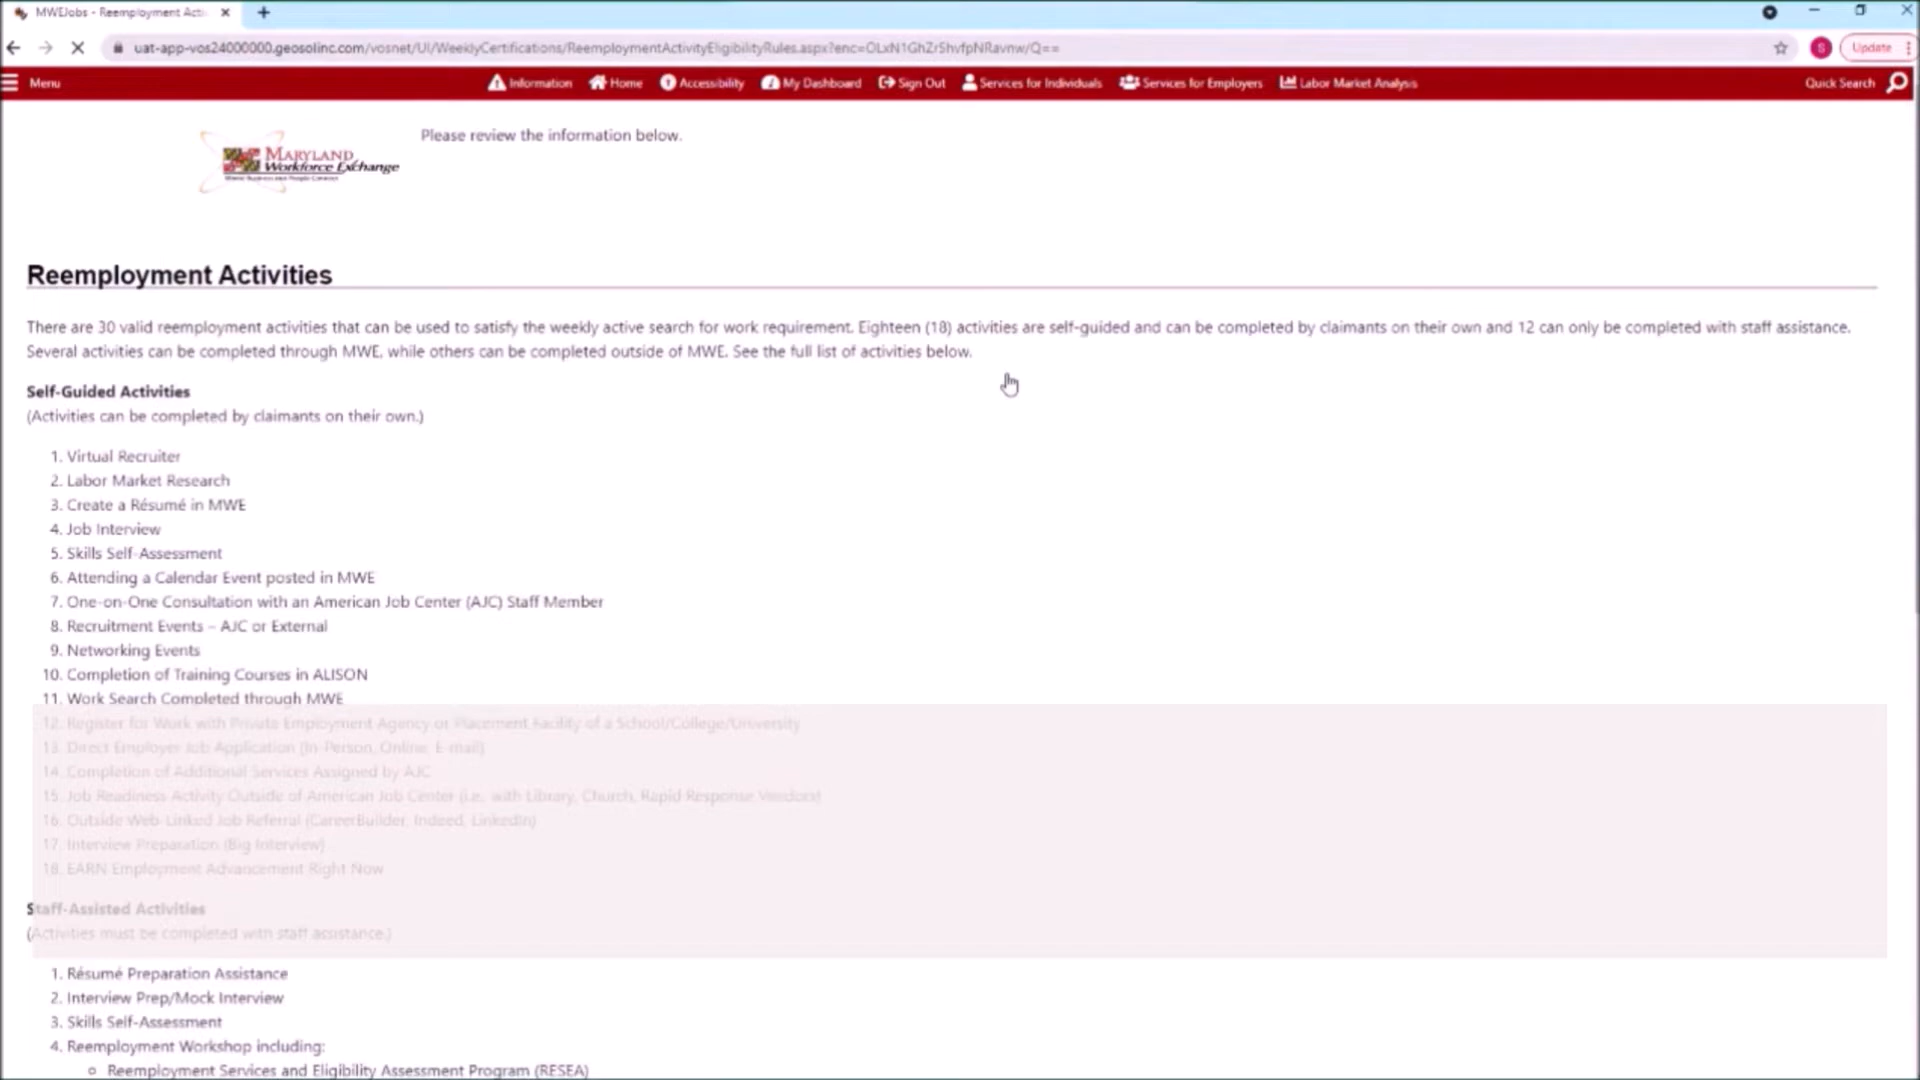 MWEJobs - Reemployment Acti
uat-app-vos24000000.geosolinc.com/vosnet/UI/WeeklyCertifications/ReemploymentActivityEligibilityRules.aspx?enc=OLxN1GhZrShvfpNRavnw/Q==
S
Update
Menu
Information
Home
Accessibility
My Dashboard
Sign Out
Services for Individuals
Services for Employers
Labor Market Analysis
Quick Search
MARYLAND
Workforce Exchange
Where Business and People Connect
Please review the information below.
Reemployment Activities
There are 30 valid reemployment activities that can be used to satisfy the weekly active search for work requirement. Eighteen (18) activities are self-guided and can be completed by claimants on their own and 12 can only be completed with staff assistance.
Several activities can be completed through MWE, while others can be completed outside of MWE. See the full list of activities below.
Self-Guided Activities
(Activities can be completed by claimants on their own.)
1. Virtual Recruiter
2. Labor Market Research
3. Create a Résumé in MWE
4. Job Interview
5. Skills Self-Assessment
6. Attending a Calendar Event posted in MWE
7. One-on-One Consultation with an American Job Center (AJC) Staff Member
8. Recruitment Events – AJC or External
9. Networking Events
10. Completion of Training Courses in ALISON
11. Work Search Completed through MWE
12. Register for Work with Private Employment Agency or Placement Facility of a School/College/University
13. Direct Employer Job Application (In-Person, Online, E-mail)
14. Completion of Additional Services Assigned by AJC
15. Job Readiness Activity Outside of American Job Center (i.e. with Library, Church, Rapid Response Vendors)
16. Outside Web-Linked Job Referral (CareerBuilder, Indeed, LinkedIn)
17. Interview Preparation (Big Interview)
18. EARN Employment Advancement Right Now
Staff-Assisted Activities
(Activities must be completed with staff assistance.)
1. Résumé Preparation Assistance
2. Interview Prep/Mock Interview
3. Skills Self-Assessment
4. Reemployment Workshop including:
Reemployment Services and Eligibility Assessment Program (RESEA)